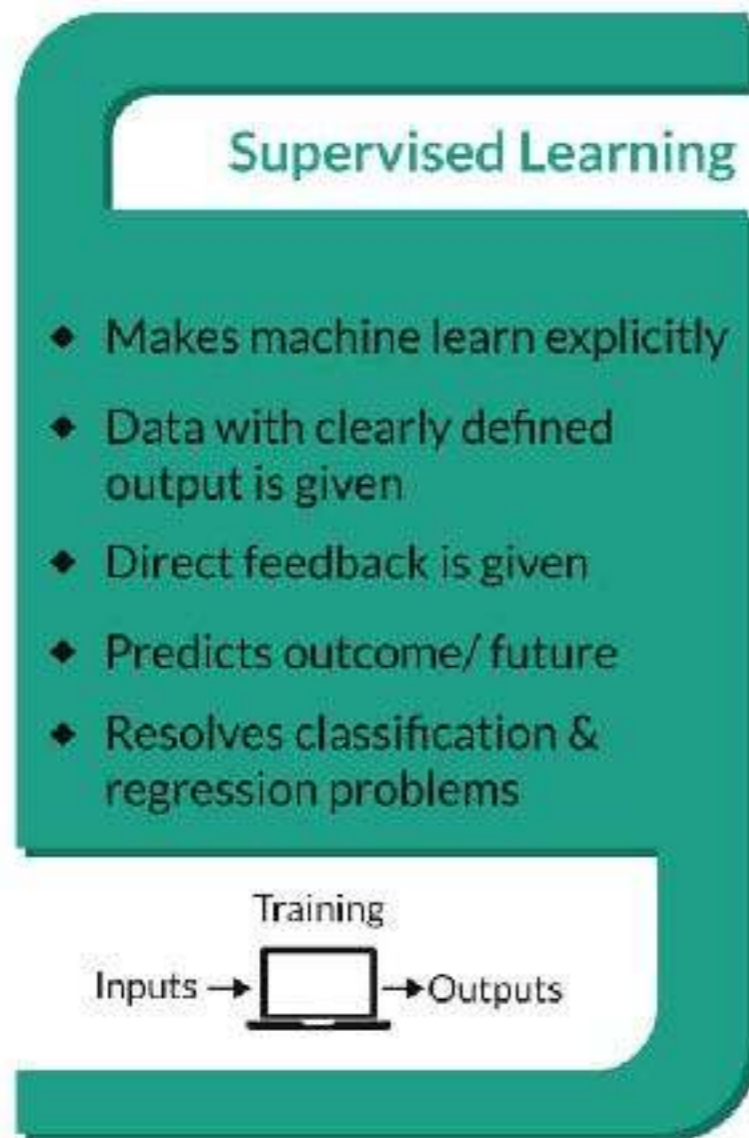 Supervised Learning
◆ Makes machine learn explicitly
◆ Data with clearly defined
output is given
◆ Direct feedback is given
◆ Predicts outcome/ future
◆ Resolves classification &
regression problems
Training
Inputs → → Outputs